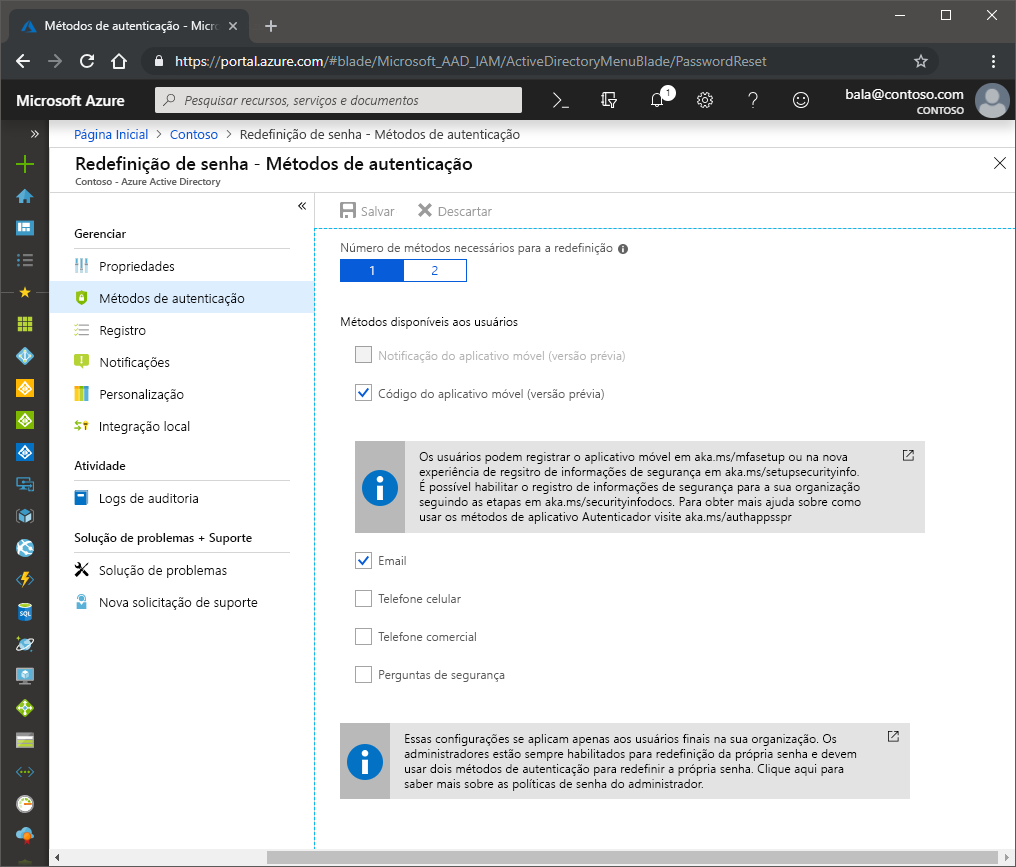 Métodos de autenticação - Micro
https://portal.azure.com/#blade/Microsoft_AAD_IAM/ActiveDirectoryMenuBlade/PasswordReset
Microsoft Azure
Pesquisar recursos, serviços e documentos
1
bala@contoso.com
CONTOSO
Página Inicial > Contoso > Redefinição de senha - Métodos de autenticação
Redefinição de senha - Métodos de autenticação
Contoso - Azure Active Directory
Gerenciar
Propriedades
Métodos de autenticação
Registro
Notificações
Personalização
Integração local
Atividade
Logs de auditoria
Solução de problemas + Suporte
Solução de problemas
Nova solicitação de suporte
Salvar
Descartar
Número de métodos necessários para a redefinição
1
2
Métodos disponíveis aos usuários
Notificação do aplicativo móvel (versão prévia)
Código do aplicativo móvel (versão prévia)
Os usuários podem registrar o aplicativo móvel em aka.ms/mfasetup ou na nova
experiência de regsitro de informações de segurança em aka.ms/setupsecurityinfo.
É possível habilitar o registro de informações de segurança para a sua organização
seguindo as etapas em aka.ms/securityinfodocs. Para obter mais ajuda sobre como
usar os métodos de aplicativo Autenticador visite aka.ms/authappsspr
Email
Telefone celular
Telefone comercial
Perguntas de segurança
Essas configurações se aplicam apenas aos usuários finais na sua organização. Os
administradores estão sempre habilitados para redefinição da própria senha e devem
usar dois métodos de autenticação para redefinir a própria senha. Clique aqui para
saber mais sobre as políticas de senha do administrador.
SQL